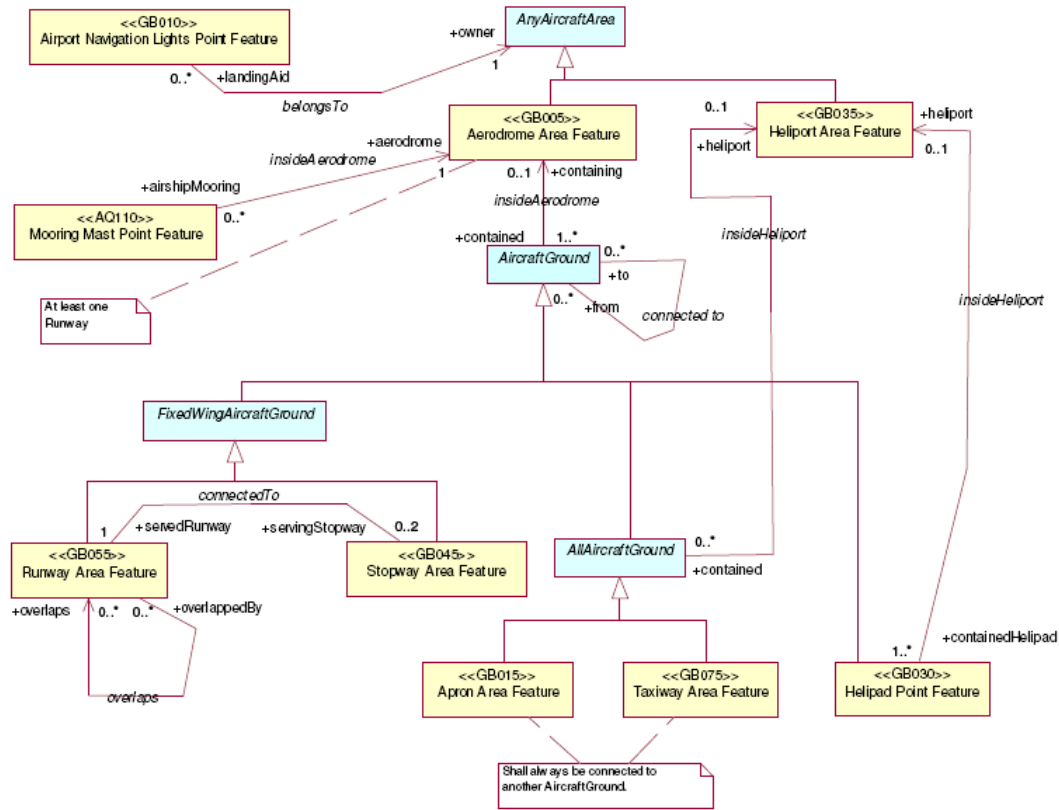 <<GB010>>
Airport Navigation Lights Point Feature
AnyAircraftArea
+owner
1
0..*
+landingAid
belongsTo
<<GB005>>
Aerodrome Area Feature
<<GB035>>
Heliport Area Feature
0..1
+heliport
+heliport
0..1
+aerodrome
1
insideAerodrome
+airshipMooring
0..*
<<AQ110>>
Mooring Mast Point Feature
0..1
+containing
insideAerodrome
+contained
1..*
AircraftGround
0..*
+to
0..*
+from
connected to
insideHeliport
insideHeliport
At least one
Runway
FixedWingAircraftGround
connectedTo
1
+servedRunway
+servingStopway
0..2
<<GB055>>
Runway Area Feature
<<GB045>>
Stopway Area Feature
+overlaps
0..*
0..*
+overlappedBy
overlaps
AllAircraftGround
0..*
+contained
<<GB015>>
Apron Area Feature
<<GB075>>
Taxiway Area Feature
+containedHelipad
1..*
<<GB030>>
Helipad Point Feature
Shall always be connected to
another AircraftGround.